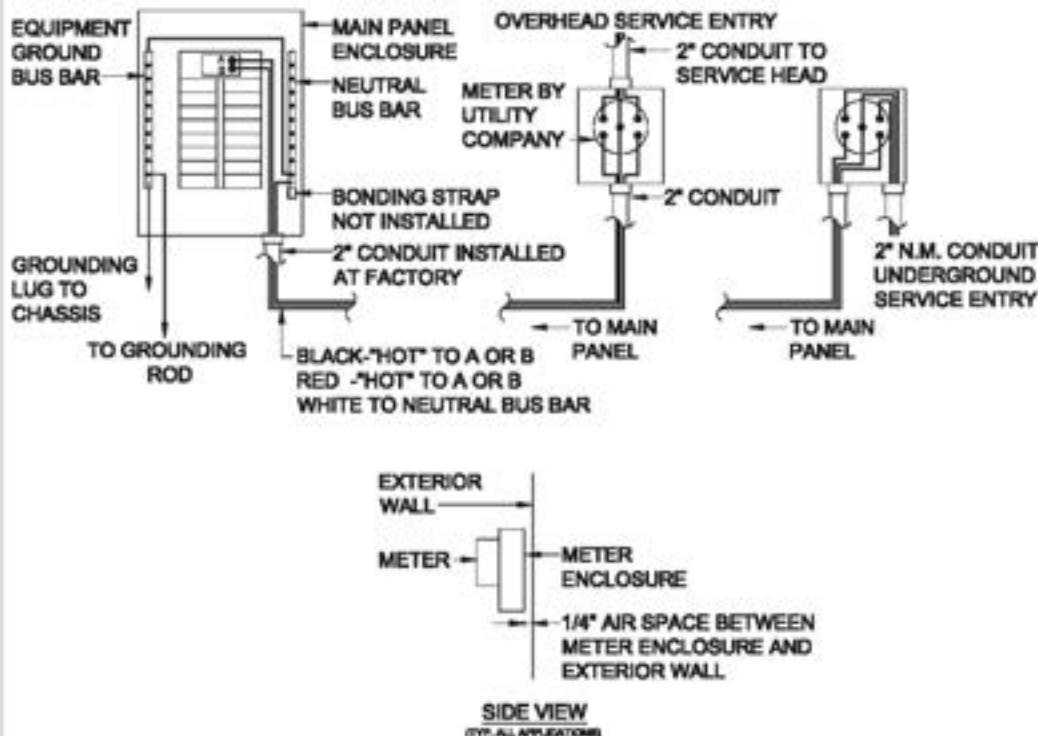 EQUIPMENT
GROUND
BUS BAR
MAIN PANEL
ENCLOSURE
NEUTRAL
BUS BAR
BONDING STRAP
NOT INSTALLED
2" CONDUIT INSTALLED
AT FACTORY
GROUNDING
LUG TO
CHASSIS
TO GROUNDING
ROD
BLACK-"HOT" TO A OR B
RED -"HOT" TO A OR B
WHITE TO NEUTRAL BUS BAR
OVERHEAD SERVICE ENTRY
2" CONDUIT TO
SERVICE HEAD
METER BY
UTILITY
COMPANY
2" CONDUIT
TO MAIN
PANEL
2" N.M. CONDUIT
UNDERGROUND
SERVICE ENTRY
TO MAIN
PANEL
EXTERIOR
WALL
METER
METER
ENCLOSURE
1/4" AIR SPACE BETWEEN
METER ENCLOSURE AND
EXTERIOR WALL
SIDE VIEW
(TYP. ALL APPLICATIONS)